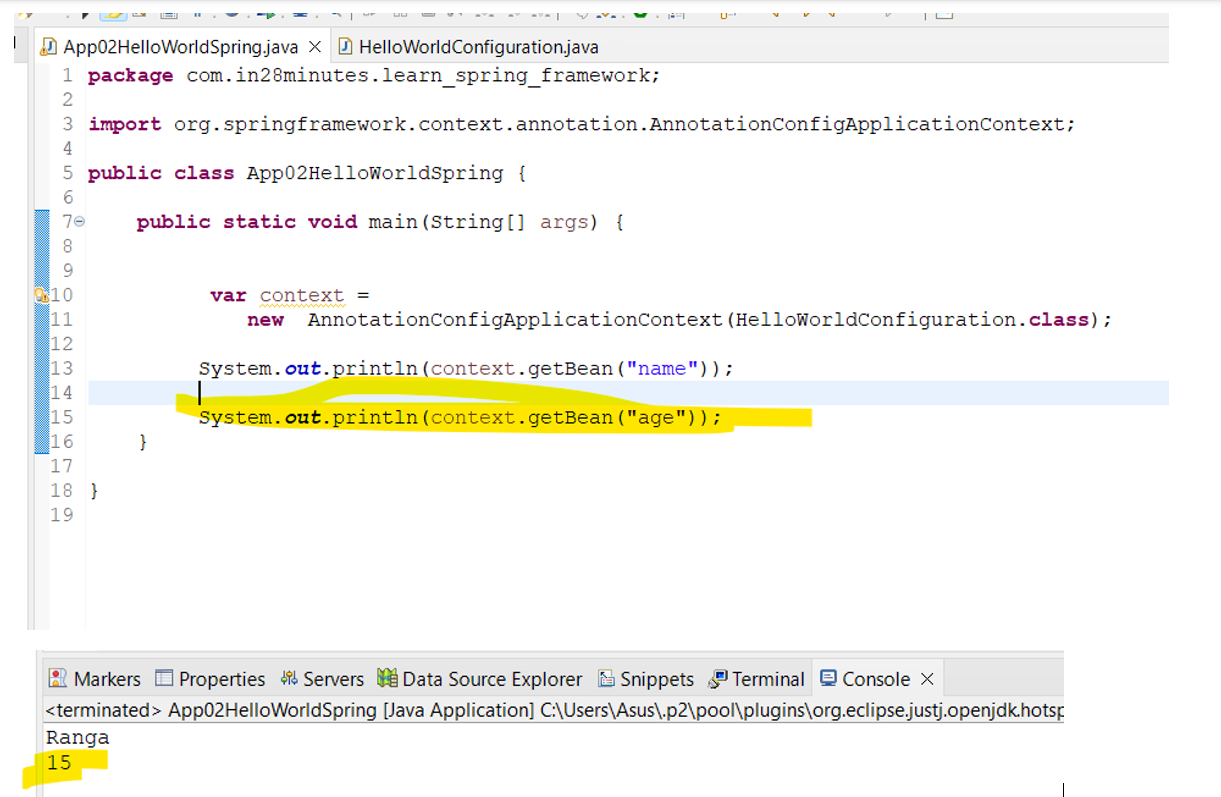 App02HelloWorldSpring.java × HelloWorldConfiguration.java
1 package com.in28minutes.learn_spring_framework;
2
3 import org.springframework.context.annotation.AnnotationConfigApplicationContext;
4
5 public class App02HelloWorldSpring {
6
7 public static void main(String[] args) {
8
9
10 var context =
11 new AnnotationConfigApplicationContext(HelloWorldConfiguration.class);
12
13 System.out.println(context.getBean("name"));
14
15 System.out.println(context.getBean("age"));
16 }
17
18 }
19
Markers Properties Servers Data Source Explorer Snippets Terminal Console ×
<terminated> App02HelloWorldSpring [Java Application] C:\Users\Asus\.p2\pool\plugins\org.eclipse.justj.openjdk.hotsp
Ranga
15